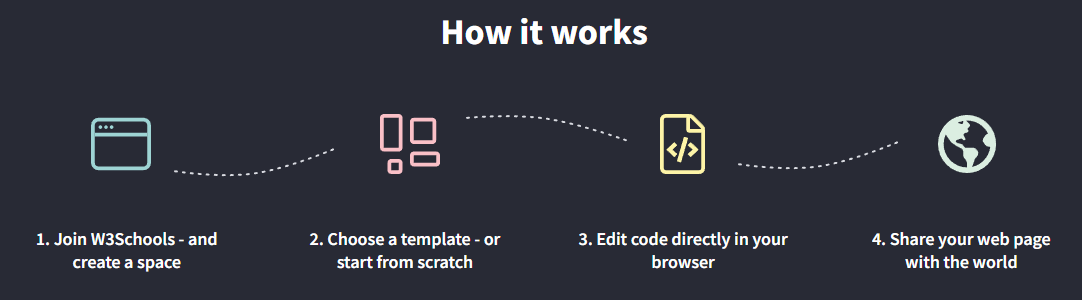 How it works
1. Join W3Schools - and
create a space
2. Choose a template - or
start from scratch
3. Edit code directly in your
browser
4. Share your web page
with the world